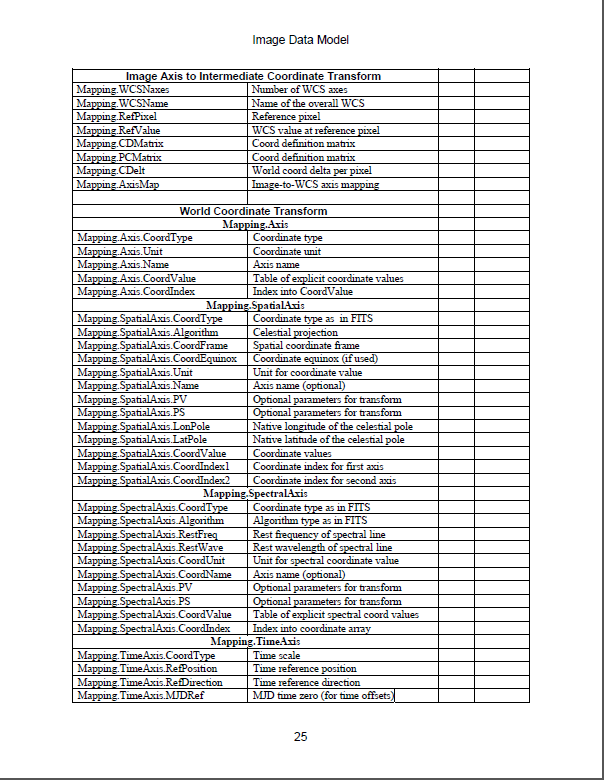 Image Data Model
Image Axis to Intermediate Coordinate Transform
Mapping.WCSNaxes Number of WCS axes
Mapping.WCSName Name of the overall WCS
Mapping.RefPixel Reference pixel
Mapping.RefValue WCS value at reference pixel
Mapping.CDMatrix Coord definition matrix
Mapping.PCMatrix Coord definition matrix
Mapping.CDelt World coord delta per pixel
Mapping.AxisMap Image-to-WCS axis mapping
World Coordinate Transform
Mapping.Axis
Mapping.Axis.CoordType Coordinate type
Mapping.Axis.Unit Coordinate unit
Mapping.Axis.Name Axis name
Mapping.Axis.CoordValue Table of explicit coordinate values
Mapping.Axis.CoordIndex Index into CoordValue
Mapping.SpatialAxis
Mapping.SpatialAxis.CoordType Coordinate type as in FITS
Mapping.SpatialAxis.Algorithm Celestial projection
Mapping.SpatialAxis.CoordFrame Spatial coordinate frame
Mapping.SpatialAxis.CoordEquinox Coordinate equinox (if used)
Mapping.SpatialAxis.Unit Unit for coordinate value
Mapping.SpatialAxis.Name Axis name (optional)
Mapping.SpatialAxis.PV Optional parameters for transform
Mapping.SpatialAxis.PS Optional parameters for transform
Mapping.SpatialAxis.LonPole Native longitude of the celestial pole
Mapping.SpatialAxis.LatPole Native latitude of the celestial pole
Mapping.SpatialAxis.CoordValue Coordinate values
Mapping.SpatialAxis.CoordIndex1 Coordinate index for first axis
Mapping.SpatialAxis.CoordIndex2 Coordinate index for second axis
Mapping.SpectralAxis
Mapping.SpectralAxis.CoordType Coordinate type as in FITS
Mapping.SpectralAxis.Algorithm Algorithm type as in FITS
Mapping.SpectralAxis.RestFreq Rest frequency of spectral line
Mapping.SpectralAxis.RestWave Rest wavelength of spectral line
Mapping.SpectralAxis.CoordUnit Unit for spectral coordinate value
Mapping.SpectralAxis.CoordName Axis name (optional)
Mapping.SpectralAxis.PV Optional parameters for transform
Mapping.SpectralAxis.PS Optional parameters for transform
Mapping.SpectralAxis.CoordValue Table of explicit spectral coord values
Mapping.SpectralAxis.CoordIndex Index into coordinate array
Mapping.TimeAxis
Mapping.TimeAxis.CoordType Time scale
Mapping.TimeAxis.RefPosition Time reference position
Mapping.TimeAxis.RefDirection Time reference direction
Mapping.TimeAxis.MJDRef MJD time zero (for time offsets)
25